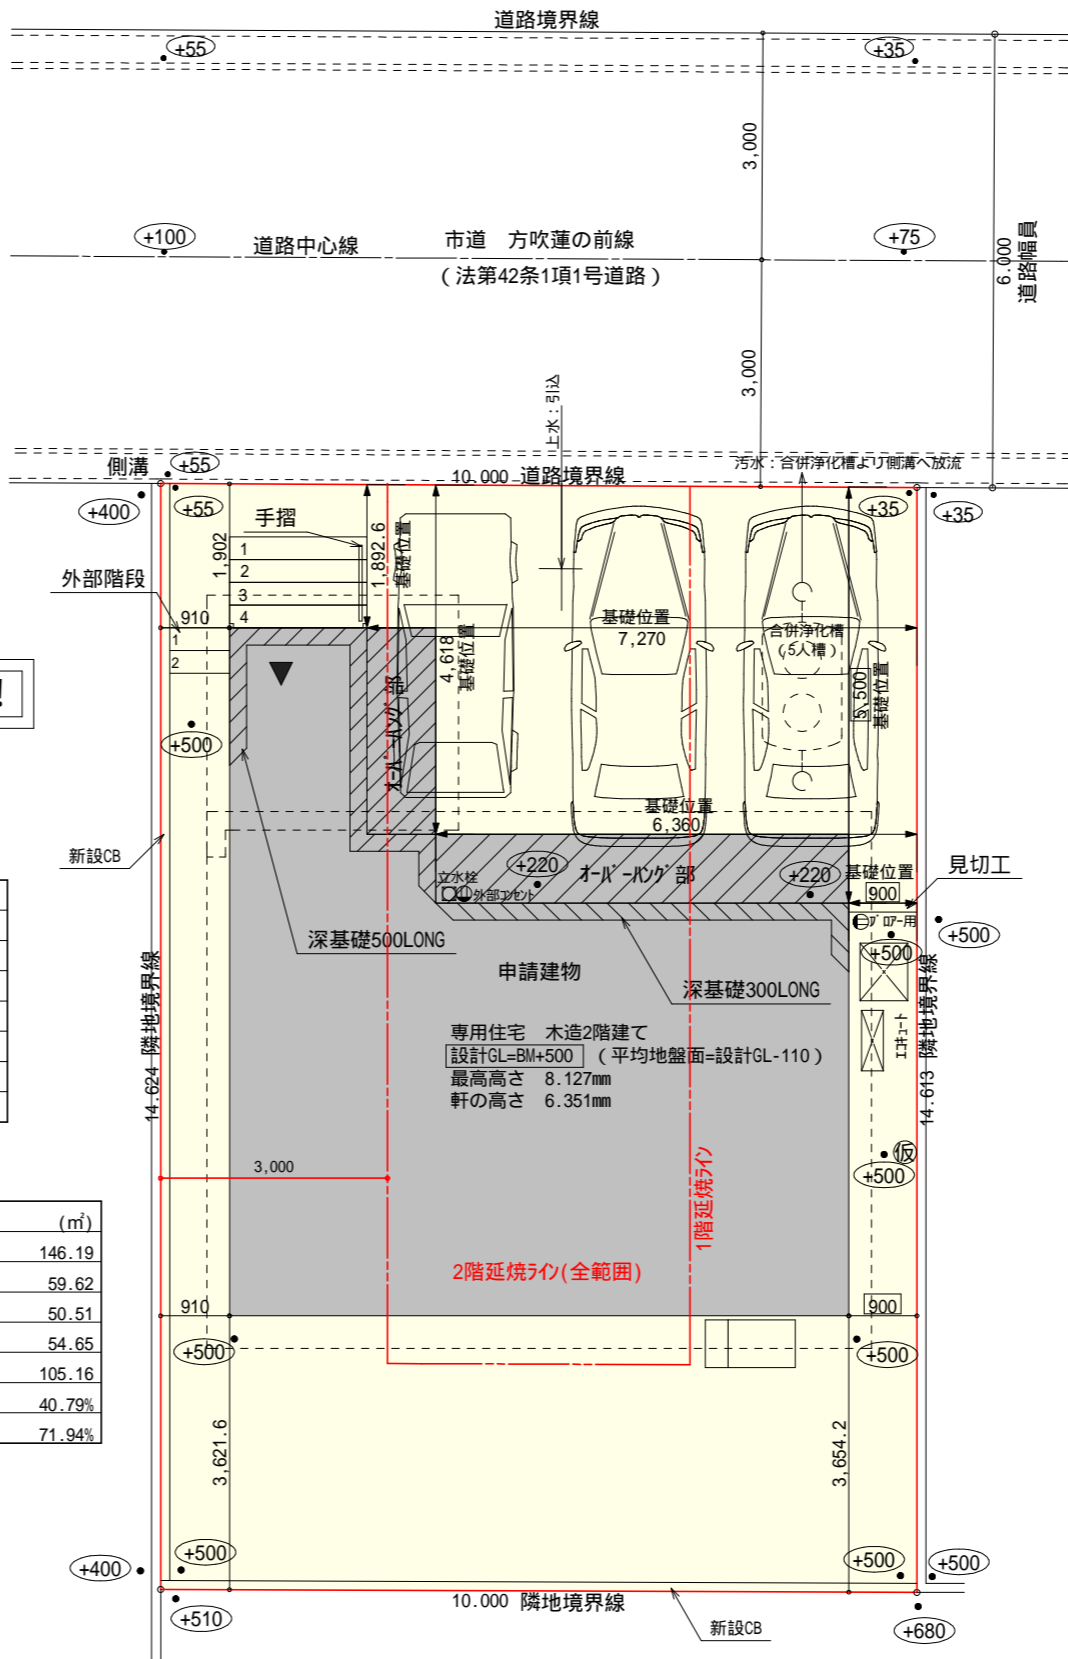 道路境界線
+55
+35
3,000
+100
道路中心線
市道　方吹蓮の前線
(法第42条1項1号道路)
+75
6.000
道路幅員
3,000
上水：引込
側溝
+55
10.000 道路境界線
汚水：合併浄化槽より側溝へ放流
+400
+55
+35
+35
手摺
1,902
1,892.6
基礎位置
外部階段
1
2
3
4
910
1
2
基礎位置
7,270
合併浄化槽
(5人槽)
4,618
基礎位置
5,500
基礎位置
!
+500
オーバーハング部
基礎位置
6,360
新設CB
立水栓
外部コンセント
+220
オーバーハング部
+220
基礎位置
900
見切工
ブロアー用
+500
+500
深基礎500LONG
申請建物
深基礎300LONG
エコキュート
専用住宅　木造2階建て
設計GL=BM+500 (平均地盤面=設計GL-110)
最高高さ　8.127mm
軒の高さ　6.351mm
14.624 隣地境界線
14.613 隣地境界線
仮
+500
3,000
1階延焼ライン
2階延焼ライン(全範囲)
(㎡)
146.19
59.62
50.51
54.65
105.16
40.79%
71.94%
910
900
+500
+500
3,621.6
3,654.2
+400
+500
+500
+500
+510
10.000 隣地境界線
新設CB
+680